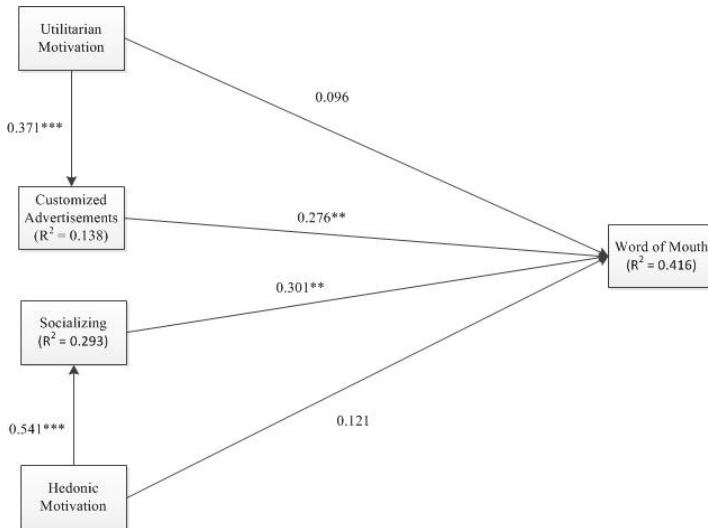 Utilitarian
Motivation
0.096
0.371***
Customized
Advertisements
(R² = 0.138)
0.276**
Word of Mouth
(R² = 0.416)
0.301**
Socializing
(R² = 0.293)
0.541***
0.121
Hedonic
Motivation